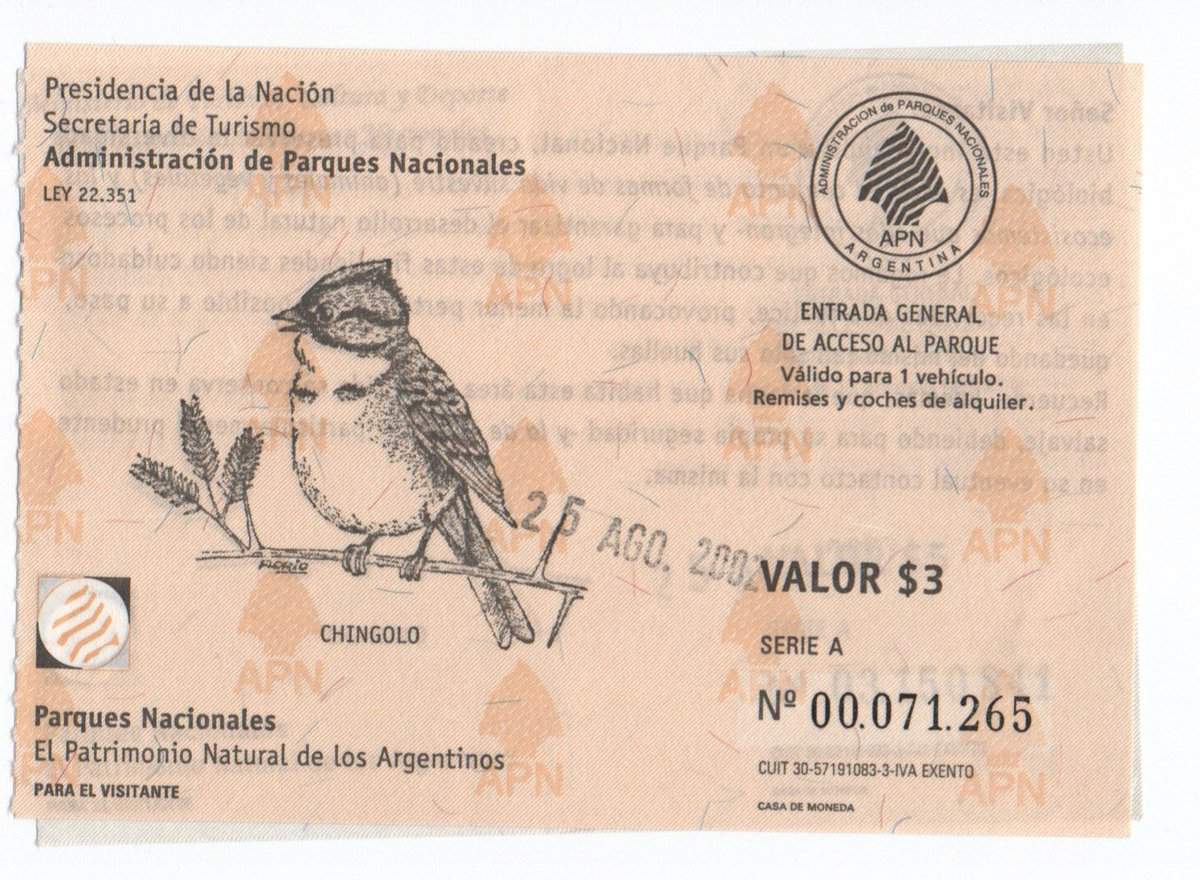 Presidencia de la Nación
Secretaría de Turismo
Administración de Parques Nacionales
LEY 22.351
ADMINISTRACION de PARQUES NACIONALES
APN
ARGENTINA
ENTRADA GENERAL
DE ACCESO AL PARQUE
Válido para 1 vehículo.
Remises y coches de alquiler.
25 AGO. 2002
florio
CHINGOLO
VALOR $3
SERIE A
Nº 00.071.265
Parques Nacionales
El Patrimonio Natural de los Argentinos
PARA EL VISITANTE
CUIT 30-57191083-3-IVA EXENTO
CASA DE MONEDA